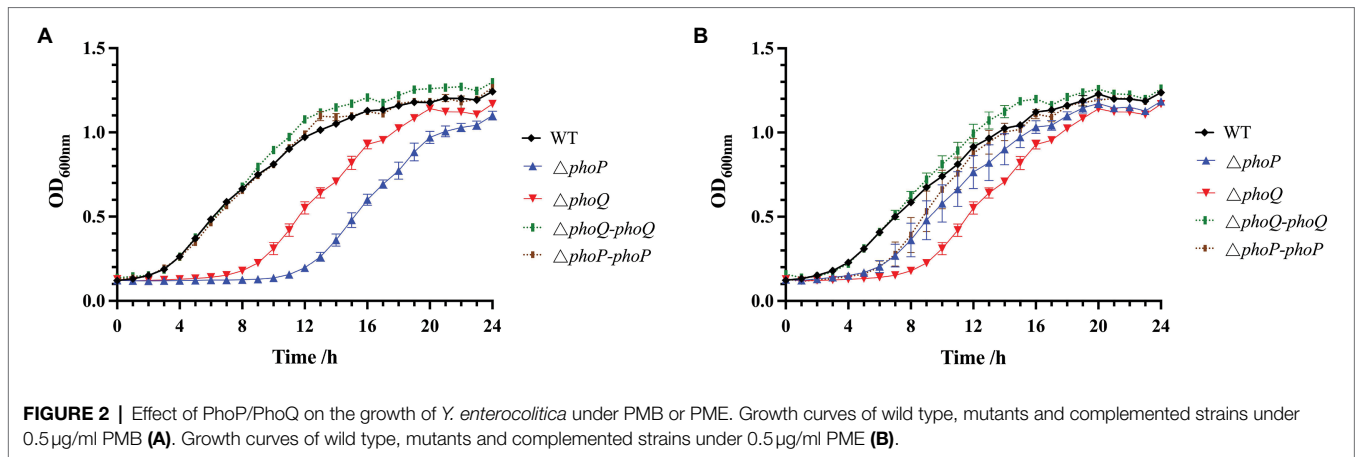 A
1.5
1.0
0.5
0.0
OD600nm
0 4 8 12 16 20 24
Time /h
WT
△phoP
△phoQ
△phoQ-phoQ
△phoP-phoP
B
1.5
1.0
0.5
0.0
OD600nm
0 4 8 12 16 20 24
Time /h
WT
△phoP
△phoQ
△phoQ-phoQ
△phoP-phoP
FIGURE 2 | Effect of PhoP/PhoQ on the growth of Y. enterocolitica under PMB or PME. Growth curves of wild type, mutants and complemented strains under
0.5 μg/ml PMB (A). Growth curves of wild type, mutants and complemented strains under 0.5 μg/ml PME (B).